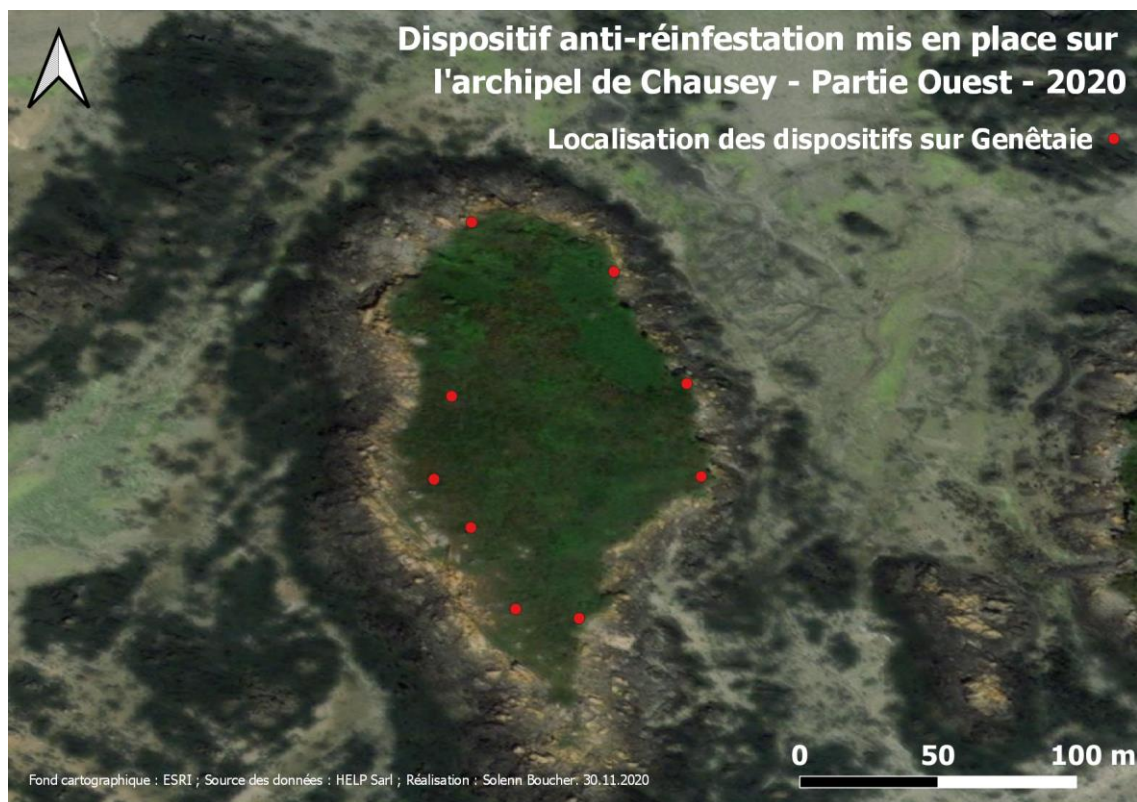 Dispositif anti-réinfestation mis en place sur
l'archipel de Chausey - Partie Ouest - 2020
Localisation des dispositifs sur Genêtaie
0 50 100 m
Fond cartographique : ESRI ; Source des données : HELP Sarl ; Réalisation : Solenn Boucher. 30.11.2020